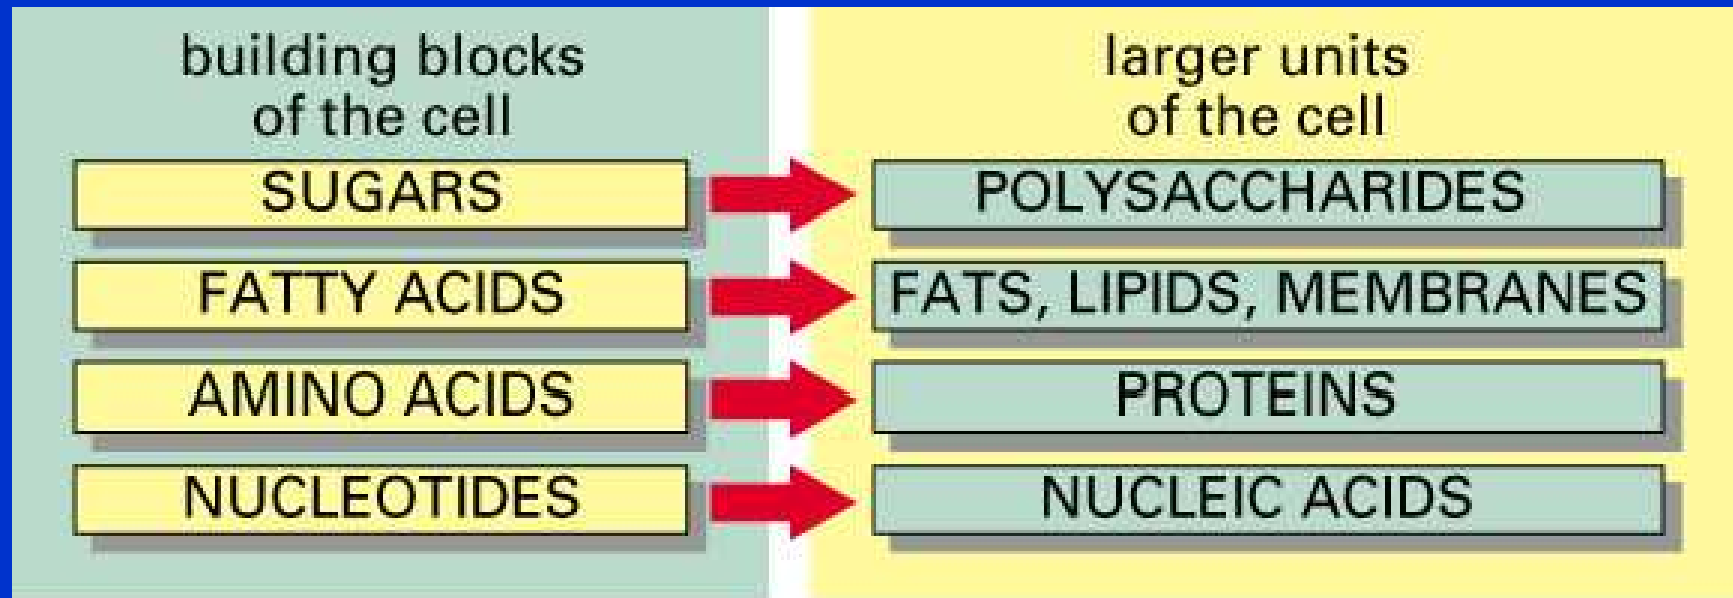 building blocks
of the cell
larger units
of the cell
SUGARS
POLYSACCHARIDES
FATTY ACIDS
FATS, LIPIDS, MEMBRANES
AMINO ACIDS
PROTEINS
NUCLEOTIDES
NUCLEIC ACIDS